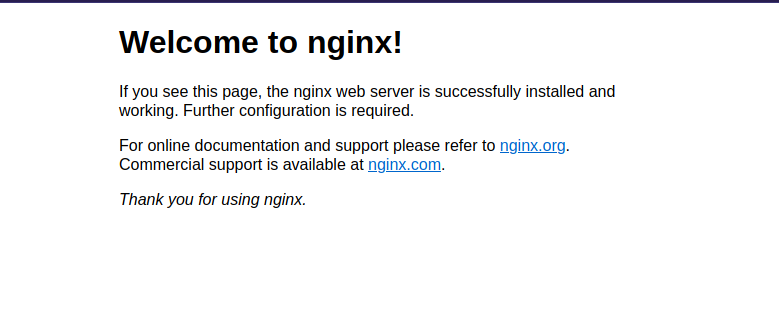 Welcome to nginx!
If you see this page, the nginx web server is successfully installed and
working. Further configuration is required.
For online documentation and support please refer to nginx.org.
Commercial support is available at nginx.com.
Thank you for using nginx.